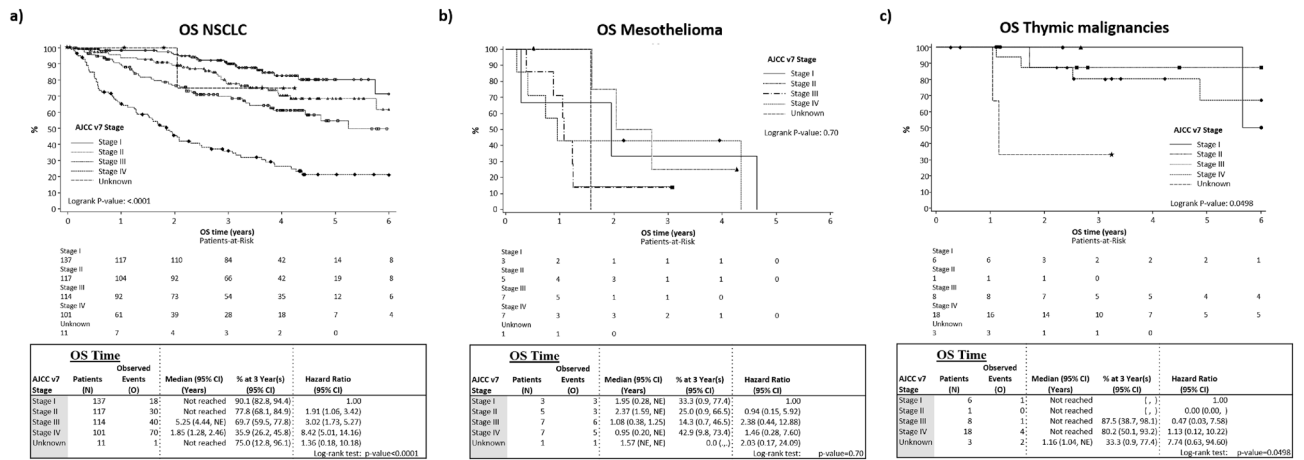 a)
OS NSCLC
100
90
80
70
60
50
40
30
20
10
0
%
AJCC v7 Stage
Stage I
Stage II
Stage III
Stage IV
Unknown
Logrank P-value: <.0001
0 1 2 3 4 5 6
OS time (years)
Patients-at-Risk
Stage I
137 117 110 84 42 14 8
Stage II
117 104 92 66 42 19 8
Stage III
114 92 73 54 35 12 6
Stage IV
101 61 39 28 18 7 4
Unknown
11 7 4 3 2 0
OS Time
AJCC v7 Stage Patients (N) Observed Events (O) Median (95% CI) (Years) % at 3 Year(s) (95% CI) Hazard Ratio (95% CI)
Stage I 137 18 Not reached 90.1 (82.8, 94.4) 1.00
Stage II 117 30 Not reached 77.8 (68.1, 84.9) 1.91 (1.06, 3.42)
Stage III 114 40 5.25 (4.44, NE) 69.7 (59.5, 77.8) 3.02 (1.73, 5.27)
Stage IV 101 70 1.85 (1.28, 2.46) 35.9 (26.2, 45.8) 8.42 (5.01, 14.16)
Unknown 11 1 Not reached 75.0 (12.8, 96.1) 1.36 (0.18, 10.18)
Log-rank test: p-value<0.0001
b)
OS Mesothelioma
100
90
80
70
60
50
40
30
20
10
0
%
AJCC v7 Stage
Stage I
Stage II
Stage III
Stage IV
Unknown
Logrank P-value: 0.70
0 1 2 3 4 5 6
OS time (years)
Patients-at-Risk
Stage I
3 2 1 1 1 0
Stage II
5 4 3 1 1 0
Stage III
7 5 1 1 0
Stage IV
7 3 3 2 1 0
Unknown
1 1 0
OS Time
AJCC v7 Stage Patients (N) Observed Events (O) Median (95% CI) (Years) % at 3 Year(s) (95% CI) Hazard Ratio (95% CI)
Stage I 3 3 1.95 (0.28, NE) 33.3 (0.9, 77.4) 1.00
Stage II 5 3 2.37 (1.59, NE) 25.0 (0.9, 66.5) 0.94 (0.15, 5.92)
Stage III 7 6 1.08 (0.38, 1.25) 14.3 (0.7, 46.5) 2.38 (0.44, 12.88)
Stage IV 7 5 0.95 (0.20, NE) 42.9 (9.8, 73.4) 1.46 (0.28, 7.60)
Unknown 1 1 1.57 (NE, NE) 0.0 (.,.) 2.03 (0.17, 24.09)
Log-rank test: p-value=0.70
c)
OS Thymic malignancies
100
90
80
70
60
50
40
30
20
10
0
%
AJCC v7 Stage
Stage I
Stage II
Stage III
Stage IV
Unknown
Logrank P-value: 0.0498
0 1 2 3 4 5 6
OS time (years)
Patients-at-Risk
Stage I
6 6 3 2 2 2 1
Stage II
1 1 1 0
Stage III
8 8 7 5 5 4 4
Stage IV
18 16 14 10 7 5 5
Unknown
3 3 1 1 0
OS Time
AJCC v7 Stage Patients (N) Observed Events (O) Median (95% CI) (Years) % at 3 Year(s) (95% CI) Hazard Ratio (95% CI)
Stage I 6 1 Not reached ( , ) 1.00
Stage II 1 0 Not reached ( , ) 0.00 (0.00, )
Stage III 8 1 Not reached 87.5 (38.7, 98.1) 0.47 (0.03, 7.58)
Stage IV 18 4 Not reached 80.2 (50.1, 93.2) 1.13 (0.12, 10.22)
Unknown 3 2 1.16 (1.04, NE) 33.3 (0.9, 77.4) 7.74 (0.63, 94.60)
Log-rank test: p-value=0.0498